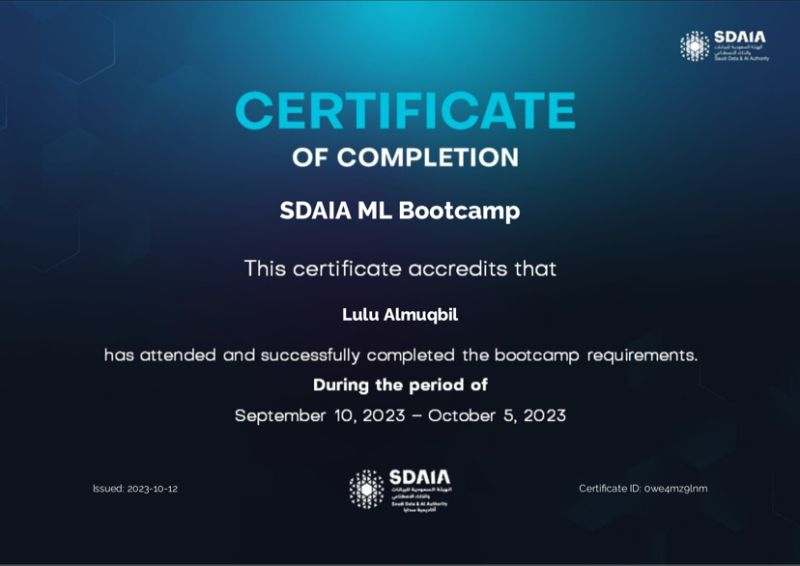 SDAIA
الهيئة السعودية للبيانات
والذكاء الاصطناعي
Saudi Data & AI Authority
CERTIFICATE
OF COMPLETION
SDAIA ML Bootcamp
This certificate accredits that
Lulu Almuqbil
has attended and successfully completed the bootcamp requirements.
During the period of
September 10, 2023 – October 5, 2023
Issued: 2023-10-12
SDAIA
الهيئة السعودية للبيانات
والذكاء الاصطناعي
Saudi Data & AI Authority
أكاديمية سدايا
Certificate ID: 0we4mz9lnm